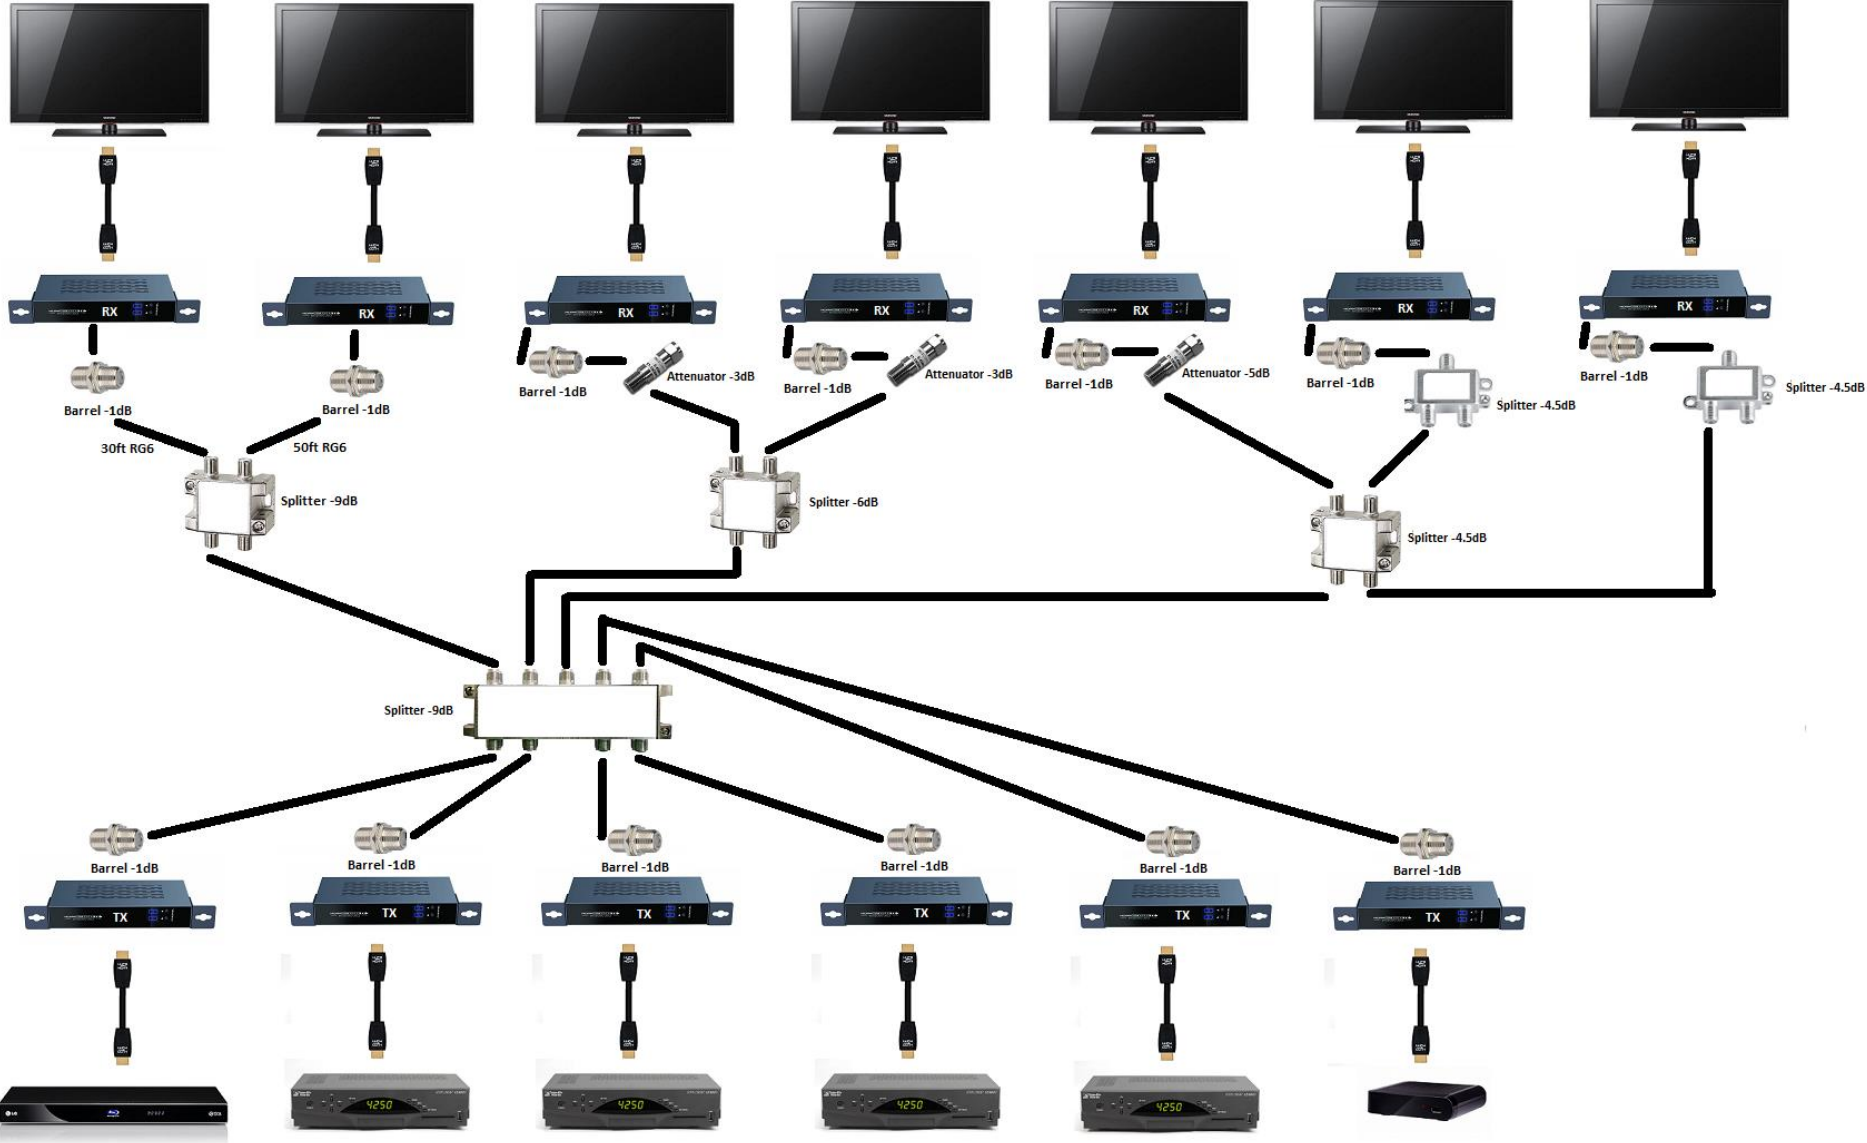 RX
RX
RX
RX
RX
RX
RX
Barrel -1dB
Barrel -1dB
Barrel -1dB
Attenuator -3dB
Barrel -1dB
Attenuator -3dB
Barrel -1dB
Attenuator -5dB
Barrel -1dB
Splitter -4.5dB
Barrel -1dB
Splitter -4.5dB
30ft RG6
50ft RG6
Splitter -9dB
Splitter -6dB
Splitter -4.5dB
Splitter -9dB
Barrel -1dB
Barrel -1dB
Barrel -1dB
Barrel -1dB
Barrel -1dB
Barrel -1dB
TX
TX
TX
TX
TX
TX
LG
4250
4250
4250
4250